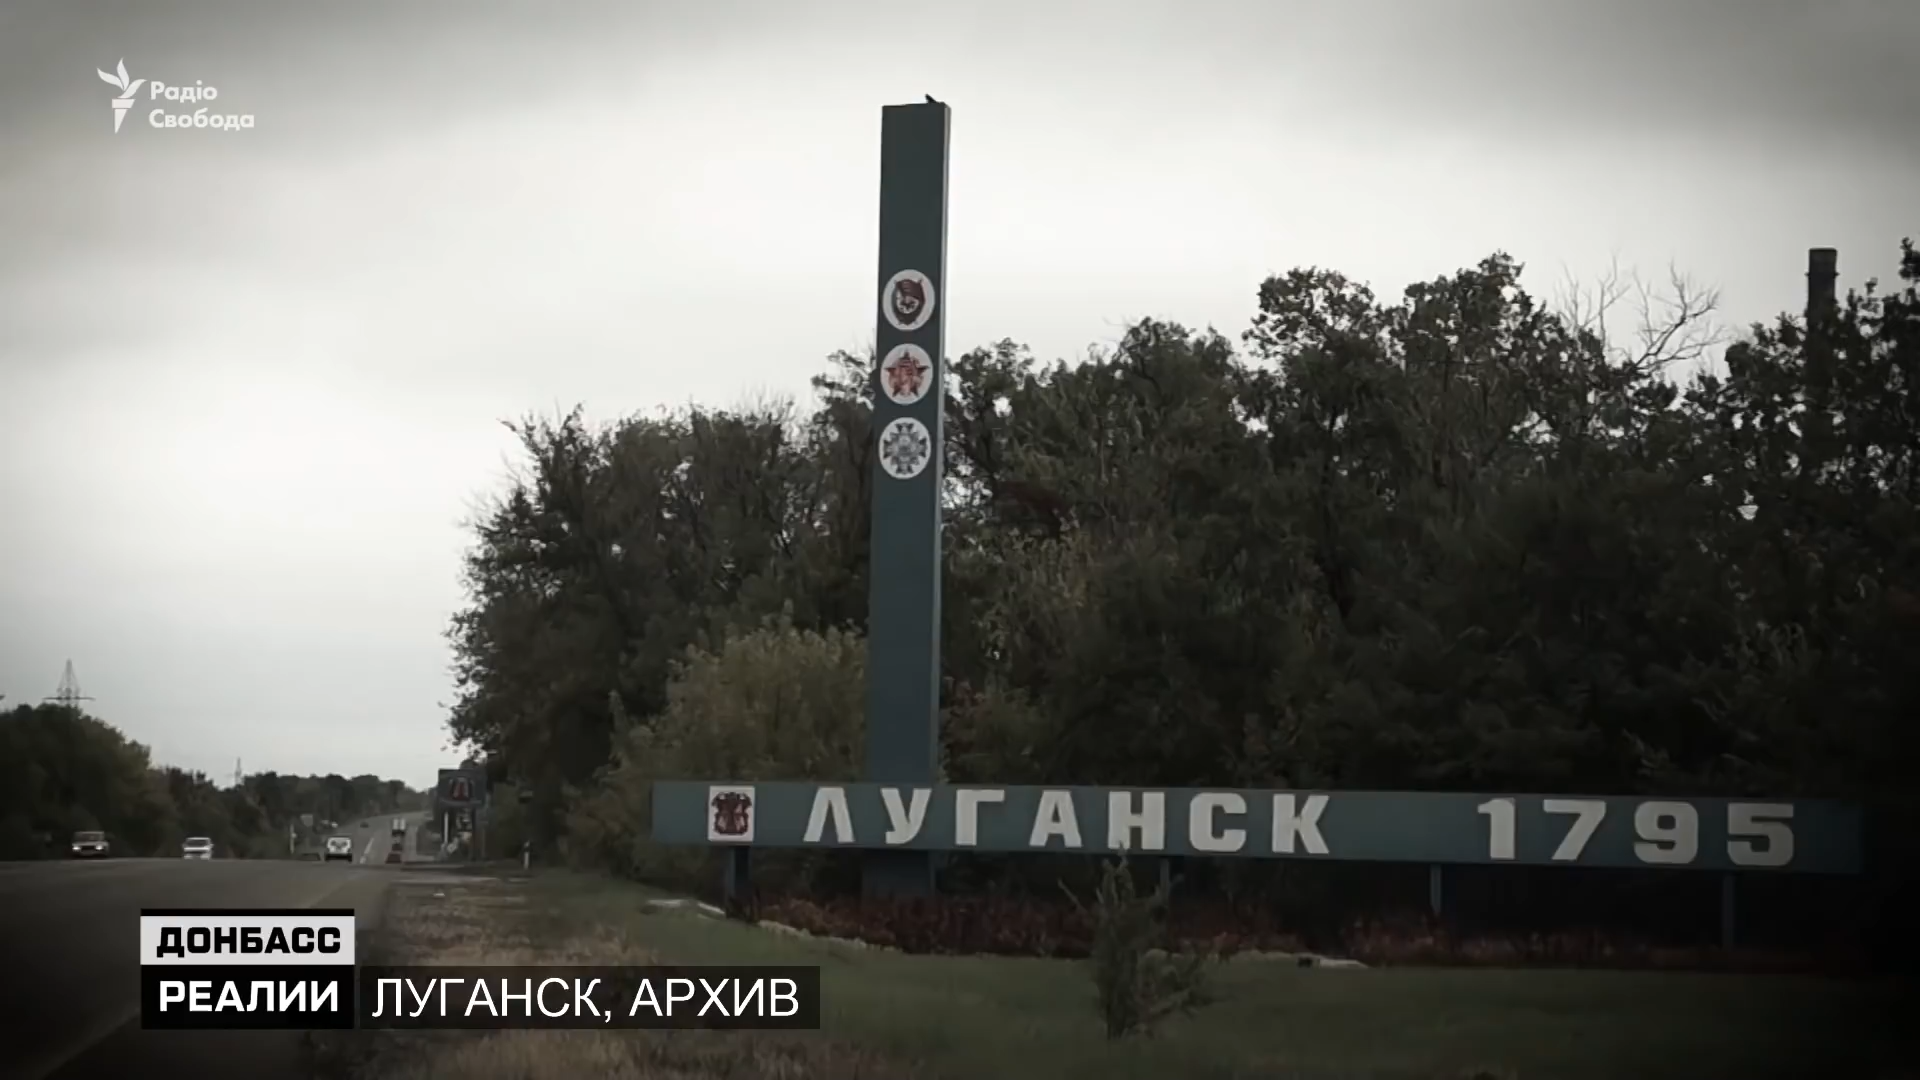 Радіо
Свобода
ЛУГАНСК 1795
ДОНБАСС
РЕАЛИИ
ЛУГАНСК, АРХИВ